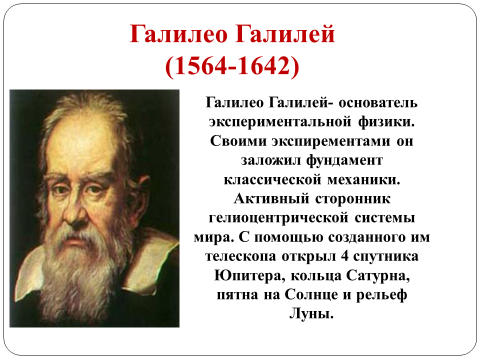 Галилео Галилей
(1564-1642)
Галилео Галилей- основатель
экспериментальной физики.
Своими экспирементами он
заложил фундамент
классической механики.
Активный сторонник
гелиоцентрической системы
мира. С помощью созданного им
телескопа открыл 4 спутника
Юпитера, кольца Сатурна,
пятна на Солнце и рельеф
Луны.